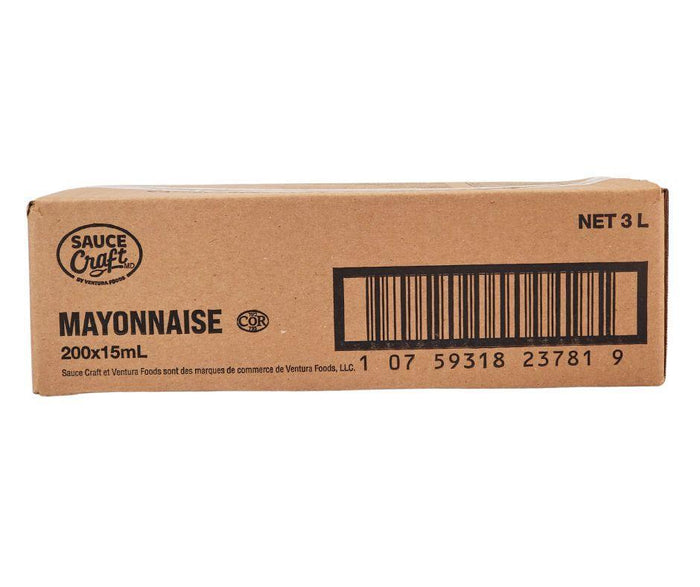 SAUCE
Craft MD
BY VENTURA FOODS
NET 3 L
MAYONNAISE
COR
200x15mL
Sauce Craft et Ventura Foods sont des marques de commerce de Ventura Foods, LLC.
1 07 59318 23781 9